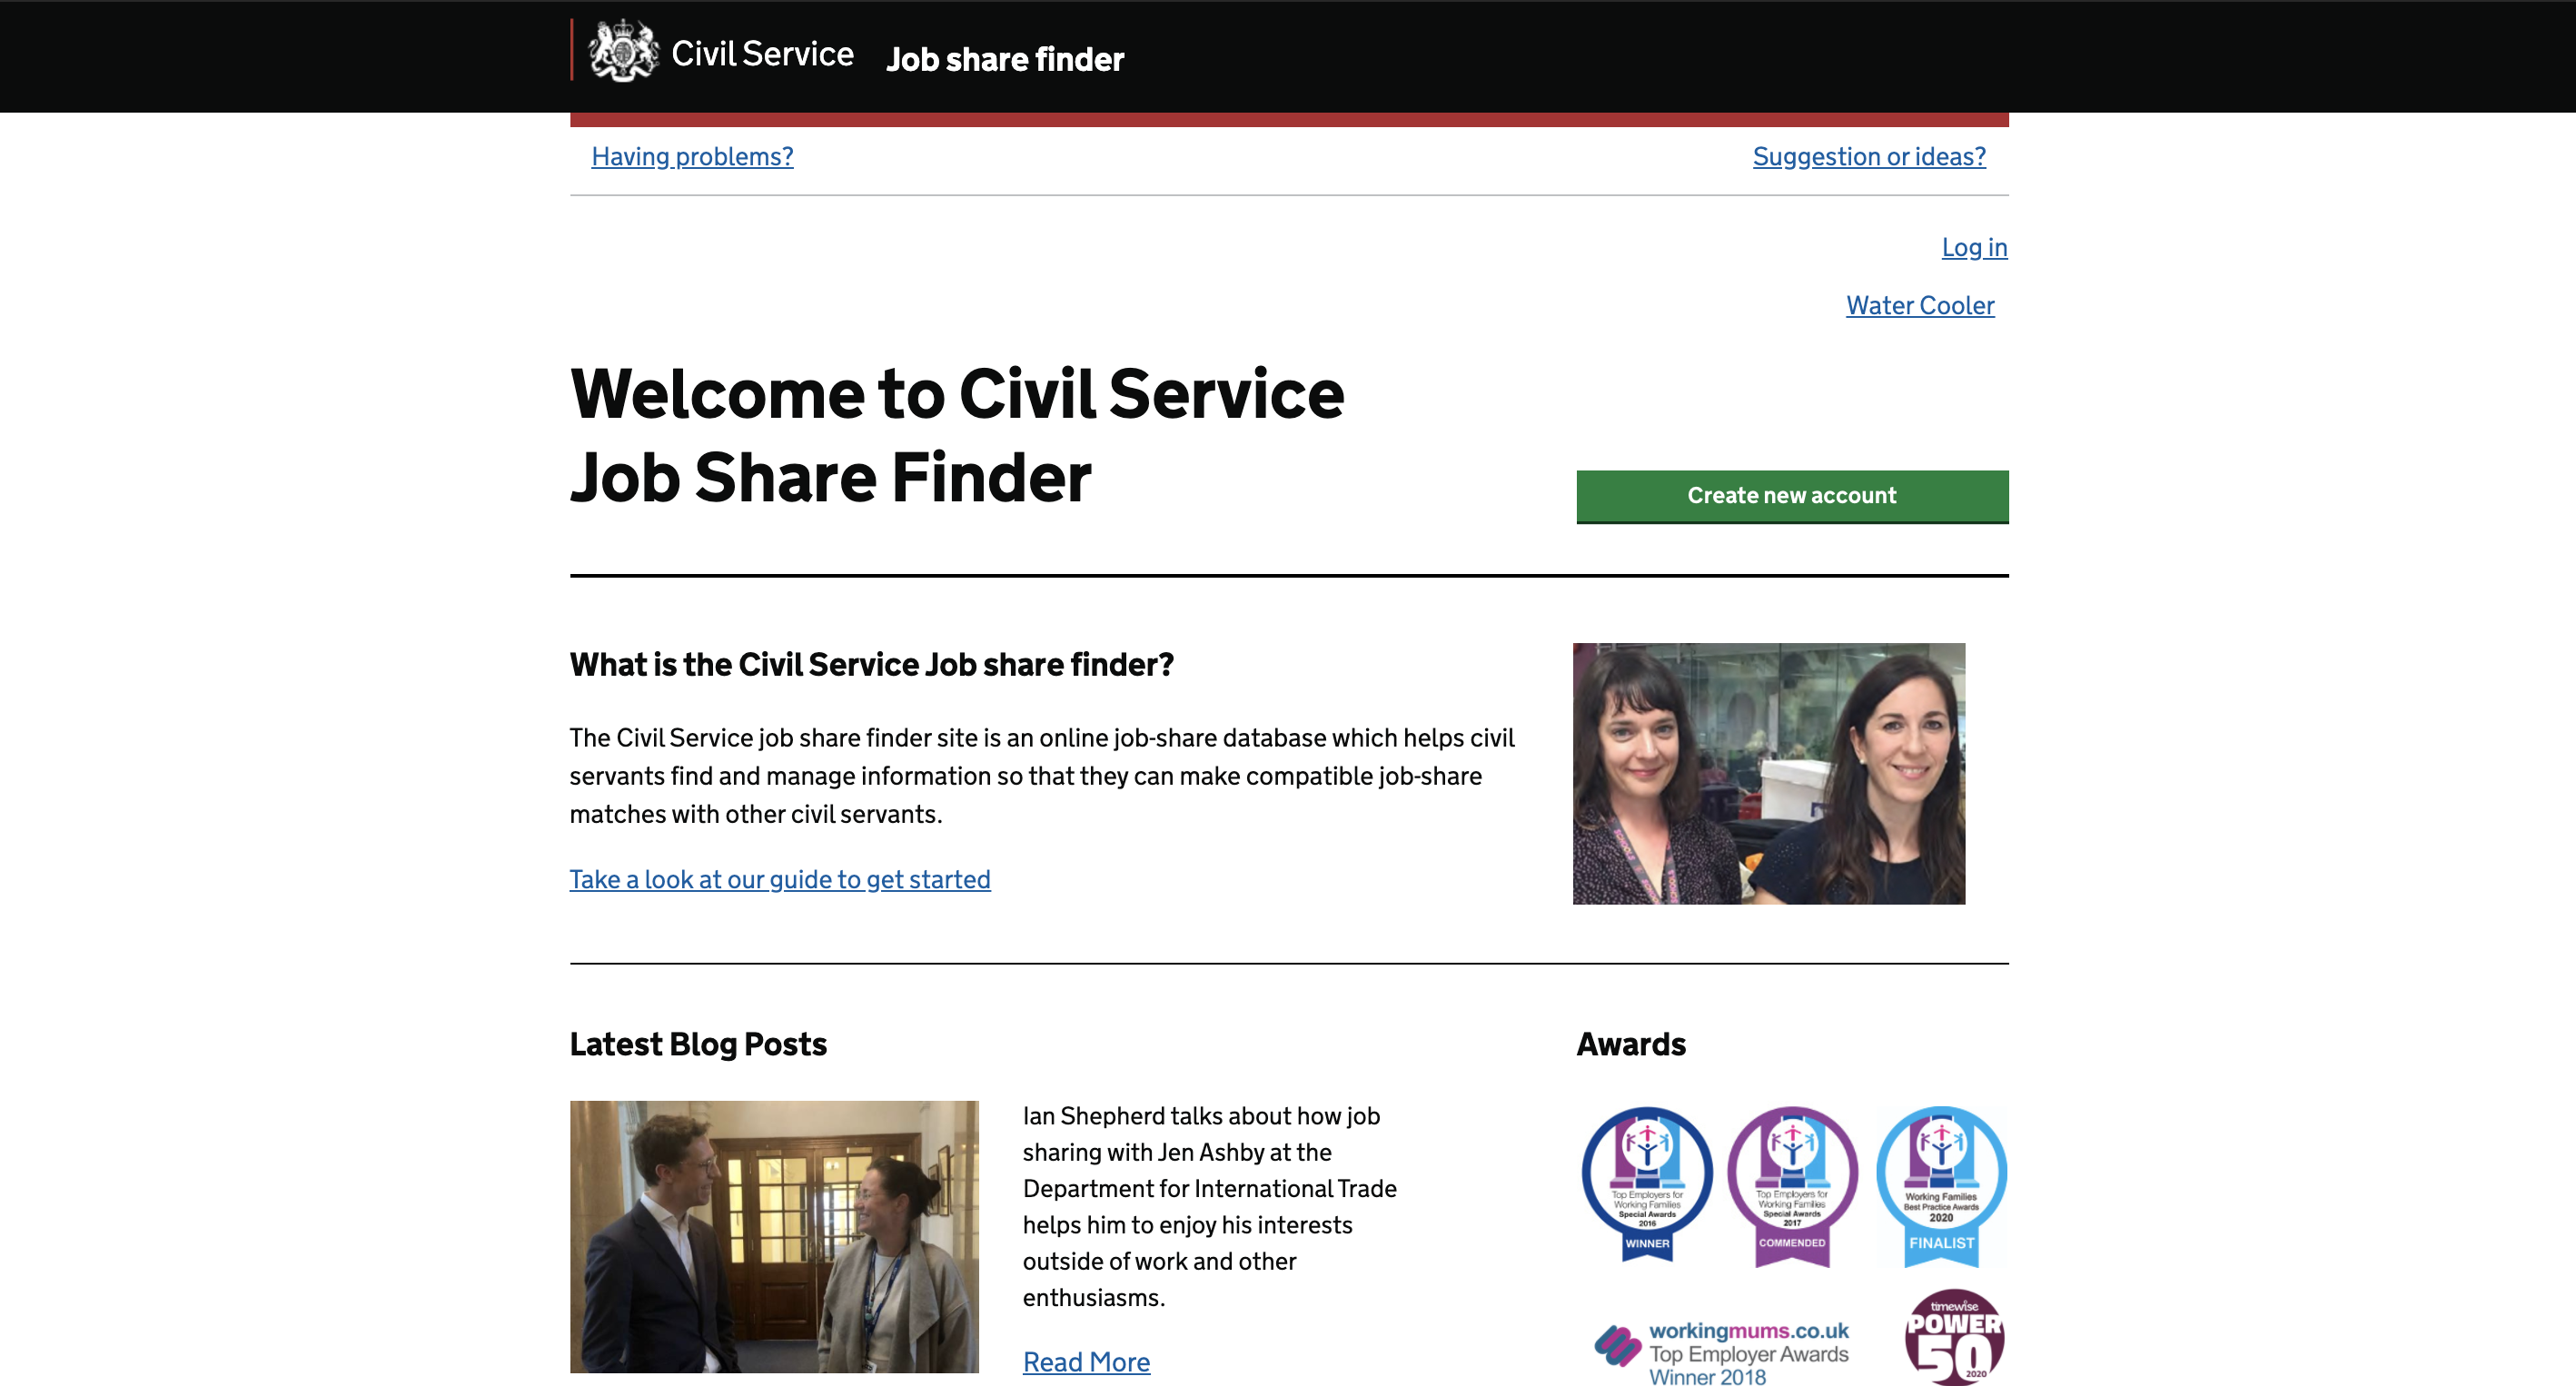 Civil Service Job share finder
Having problems? Suggestion or ideas?
Log in
Water Cooler
Welcome to Civil Service
Job Share Finder
Create new account
What is the Civil Service Job share finder?
The Civil Service job share finder site is an online job-share database which helps civil
servants find and manage information so that they can make compatible job-share
matches with other civil servants.
Take a look at our guide to get started
Latest Blog Posts
Ian Shepherd talks about how job
sharing with Jen Ashby at the
Department for International Trade
helps him to enjoy his interests
outside of work and other
enthusiasms.
Read More
Awards
Top Employers for
Working Families
Special Awards
2016
WINNER
Top Employers for
Working Families
Special Awards
2017
COMMENDED
Working Families
Best Practice Awards
2020
FINALIST
workingmums.co.uk
Top Employer Awards
Winner 2018
timewise
POWER
50
2020